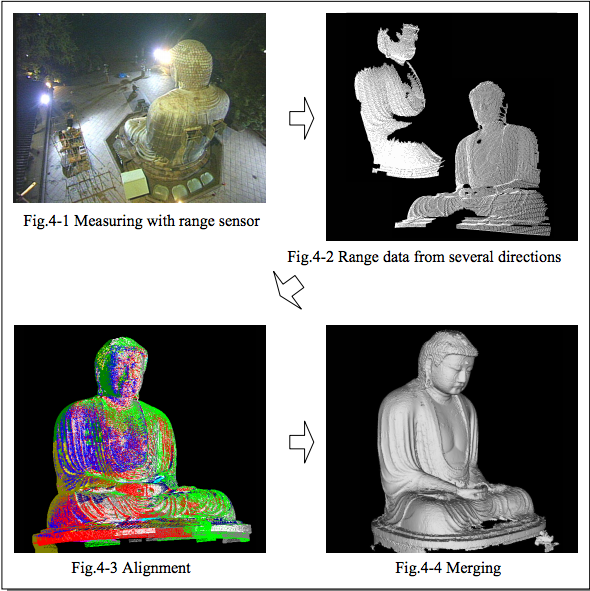 Fig.4-1 Measuring with range sensor
Fig.4-2 Range data from several directions
Fig.4-3 Alignment
Fig.4-4 Merging